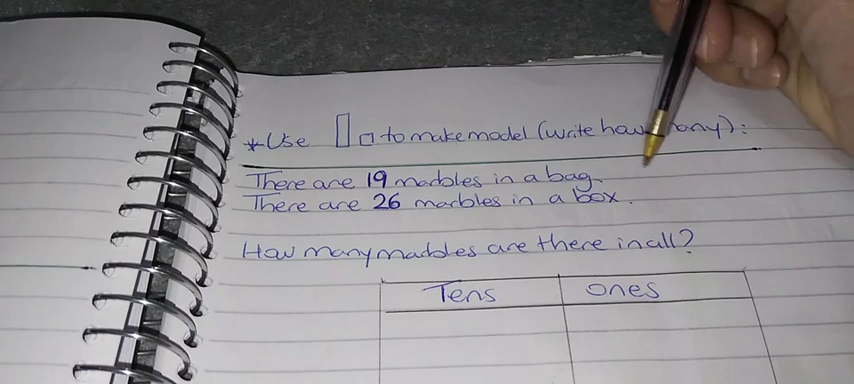 *Use to make model (write how many):
There are 19 marbles in a bag.
There are 26 marbles in a box.
How many marbles are there in all?
Tens ones